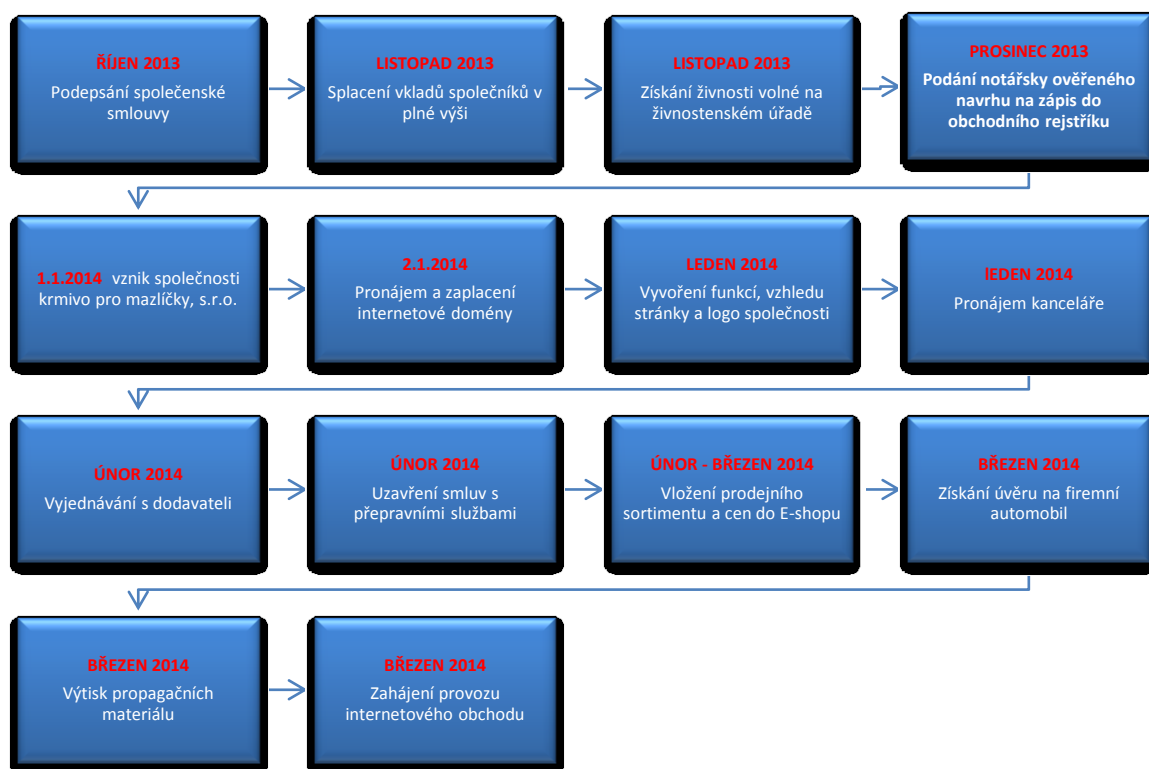 ŘÍJEN 2013
Podepsání společenské
smlouvy
LISTOPAD 2013
Splacení vkladů společníků v
plné výši
LISTOPAD 2013
Získání živnosti volné na
živnostenském úřadě
PROSINEC 2013
Podání notářsky ověřeného
navrhu na zápis do
obchodního rejstříku
1.1.2014 vznik společnosti
krmivo pro mazlíčky, s.r.o.
2.1.2014
Pronájem a zaplacení
internetové domény
LEDEN 2014
Vyvoření funkcí, vzhledu
stránky a logo společnosti
lEDEN 2014
Pronájem kanceláře
ÚNOR 2014
Vyjednávání s dodavateli
ÚNOR 2014
Uzavření smluv s
přepravními službami
ÚNOR - BŘEZEN 2014
Vložení prodejního
sortimentu a cen do E-shopu
BŘEZEN 2014
Získání úvěru na firemní
automobil
BŘEZEN 2014
Výtisk propagačních
materiálu
BŘEZEN 2014
Zahájení provozu
internetového obchodu